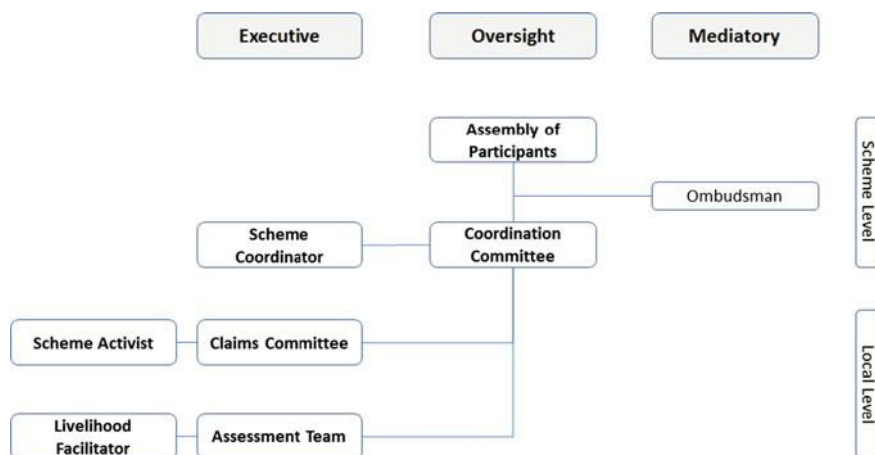 Executive
Oversight
Mediatory
Assembly of
Participants
Ombudsman
Scheme Level
Scheme
Coordinator
Coordination
Committee
Scheme Activist
Claims Committee
Local Level
Livelihood
Facilitator
Assessment Team